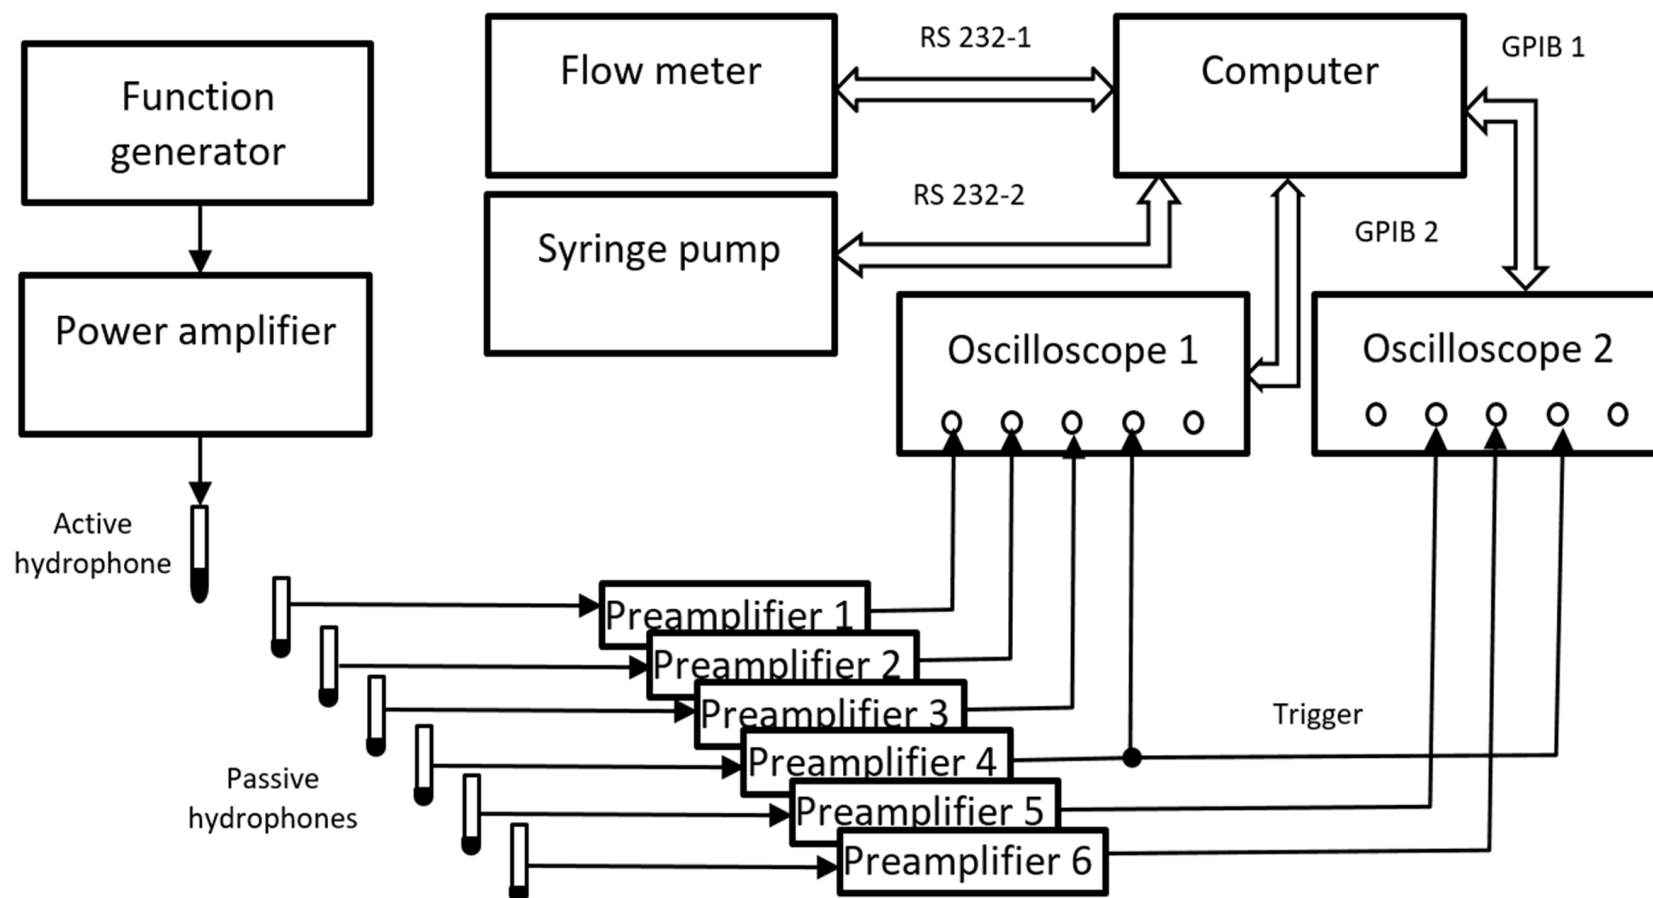 Function
generator
Power amplifier
Active
hydrophone
Flow meter
RS 232-1
Computer
GPIB 1
Syringe pump
RS 232-2
GPIB 2
Oscilloscope 1
Oscilloscope 2
Preamplifier 1
Preamplifier 2
Preamplifier 3
Preamplifier 4
Preamplifier 5
Preamplifier 6
Trigger
Passive
hydrophones